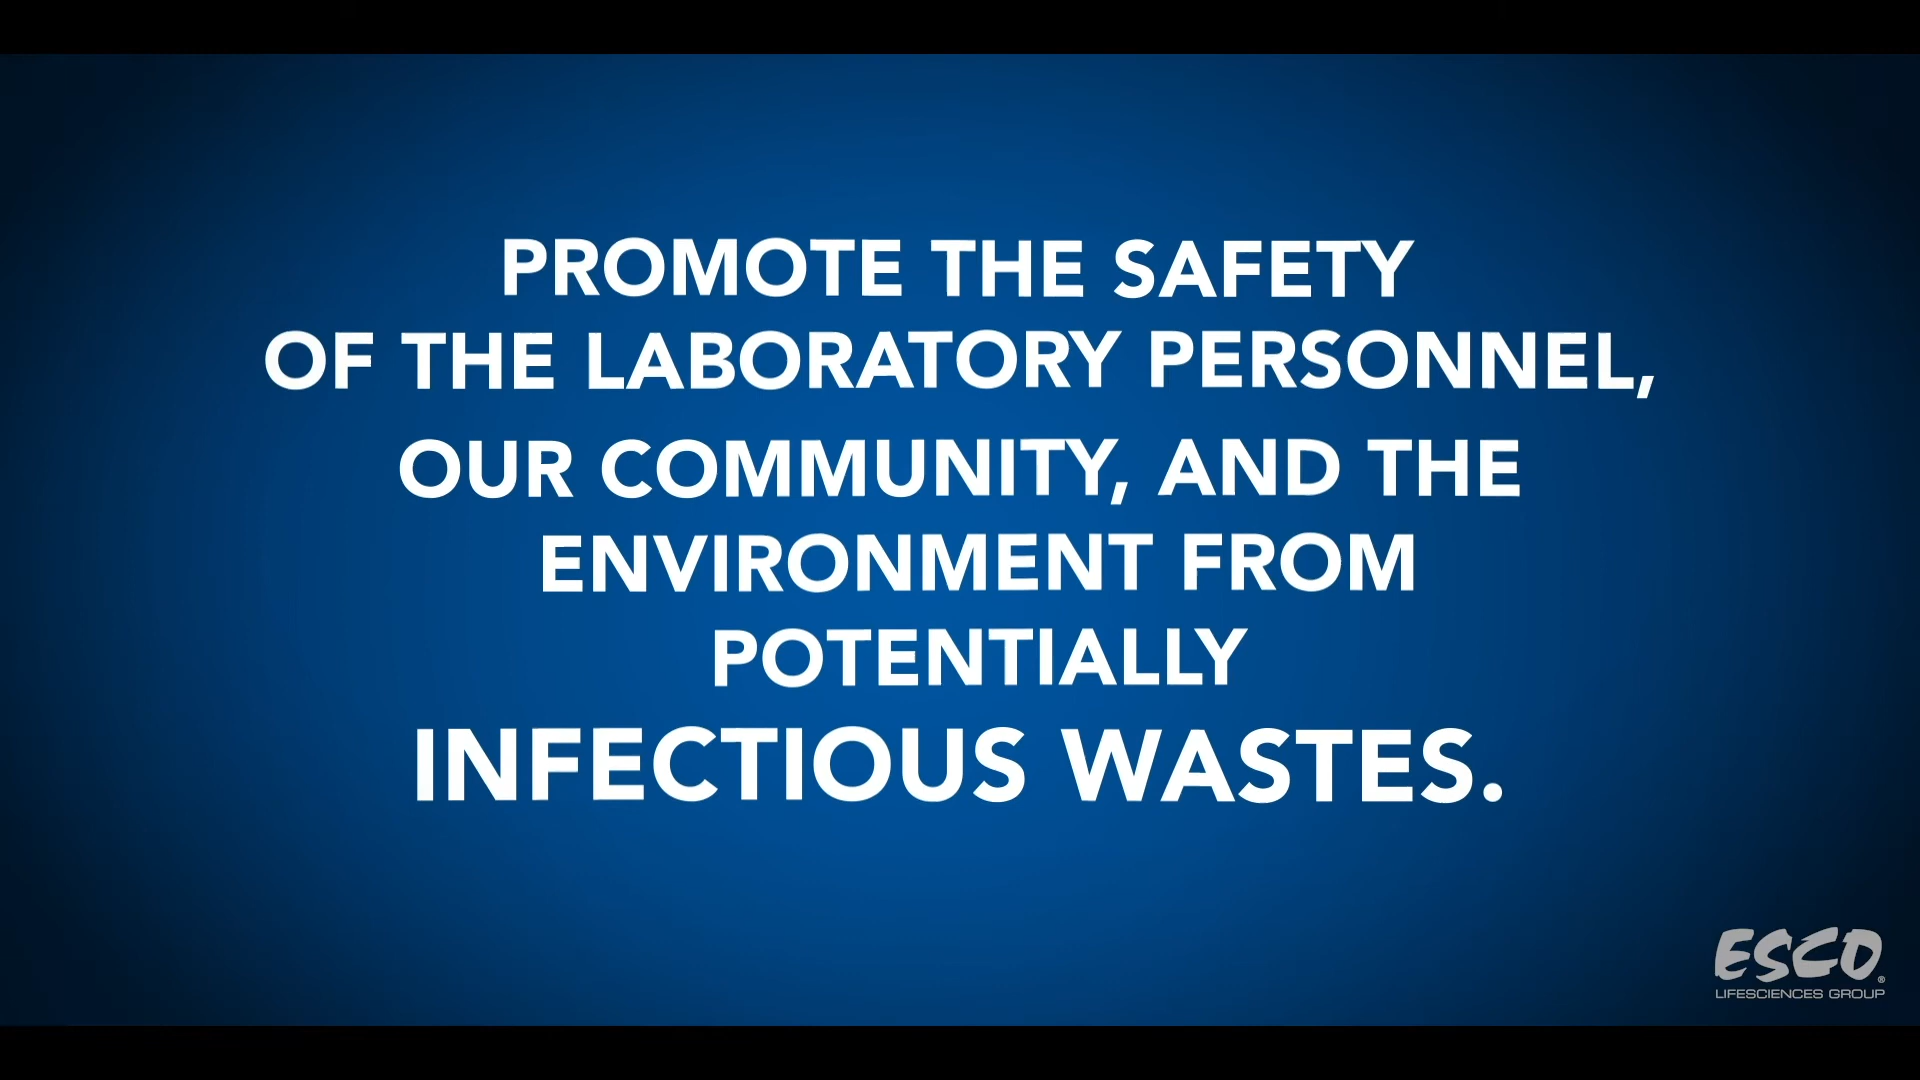 PROMOTE THE SAFETY
OF THE LABORATORY PERSONNEL,
OUR COMMUNITY, AND THE
ENVIRONMENT FROM
POTENTIALLY
INFECTIOUS WASTES.
ESCO®
LIFESCIENCES GROUP